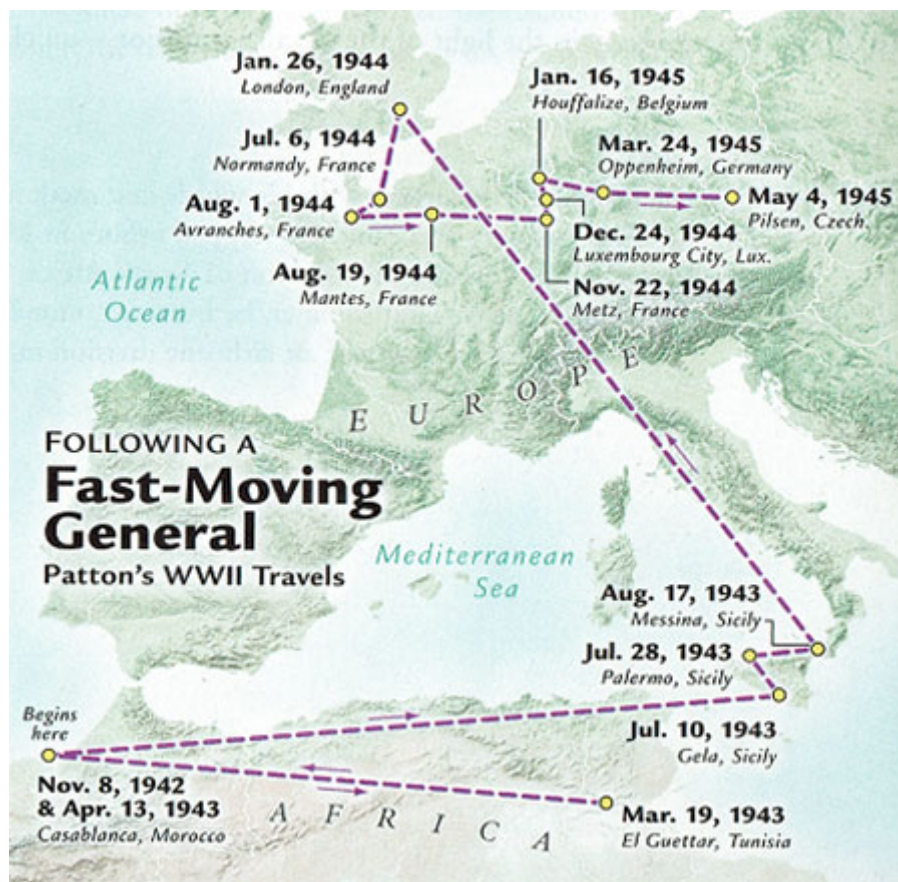 Jan. 26, 1944
London, England
Jan. 16, 1945
Houffalize, Belgium
Jul. 6, 1944
Normandy, France
Mar. 24, 1945
Oppenheim, Germany
Aug. 1, 1944
Avranches, France
May 4, 1945
Pilsen, Czech.
Dec. 24, 1944
Luxembourg City, Lux.
Aug. 19, 1944
Mantes, France
Nov. 22, 1944
Metz, France
Atlantic
Ocean
EUROPE
FOLLOWING A
Fast-Moving
General
Patton's WWII Travels
Mediterranean
Sea
Aug. 17, 1943
Messina, Sicily
Jul. 28, 1943
Palermo, Sicily
Jul. 10, 1943
Gela, Sicily
Begins
here
Nov. 8, 1942
& Apr. 13, 1943
Casablanca, Morocco
AFRICA
Mar. 19, 1943
El Guettar, Tunisia